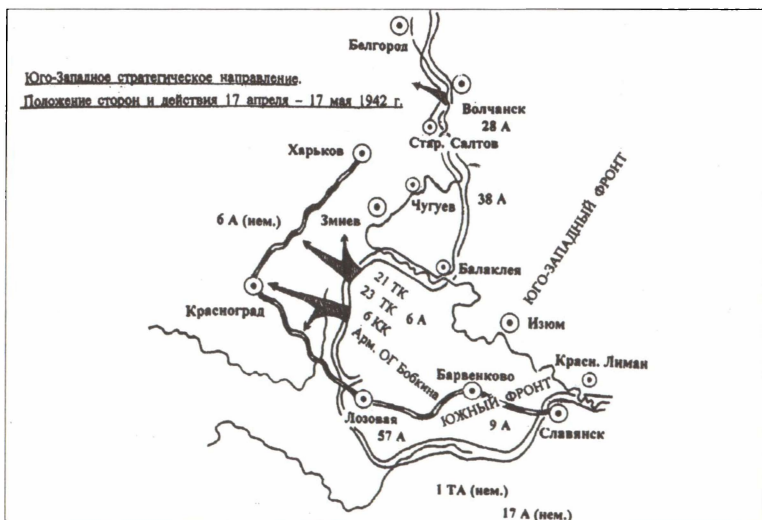 Белгород
Юго-Западное стратегическое направление.
Положение сторон и действия 17 апреля – 17 мая 1942 г.
Волчанск
28 А
Стар. Салтов
Харьков
Чугуев
38 А
6 А (нем.)
Змиев
ЮГО-ЗАПАДНЫЙ ФРОНТ
Балаклея
21 ТК
23 ТК
6 А
6 КК
Арм. ОГ Бобкина
Красноград
Изюм
Красн. Лиман
Барвенково
ЮЖНЫЙ ФРОНТ
Лозовая
57 А
9 А
Славянск
1 ТА (нем.)
17 А (нем.)